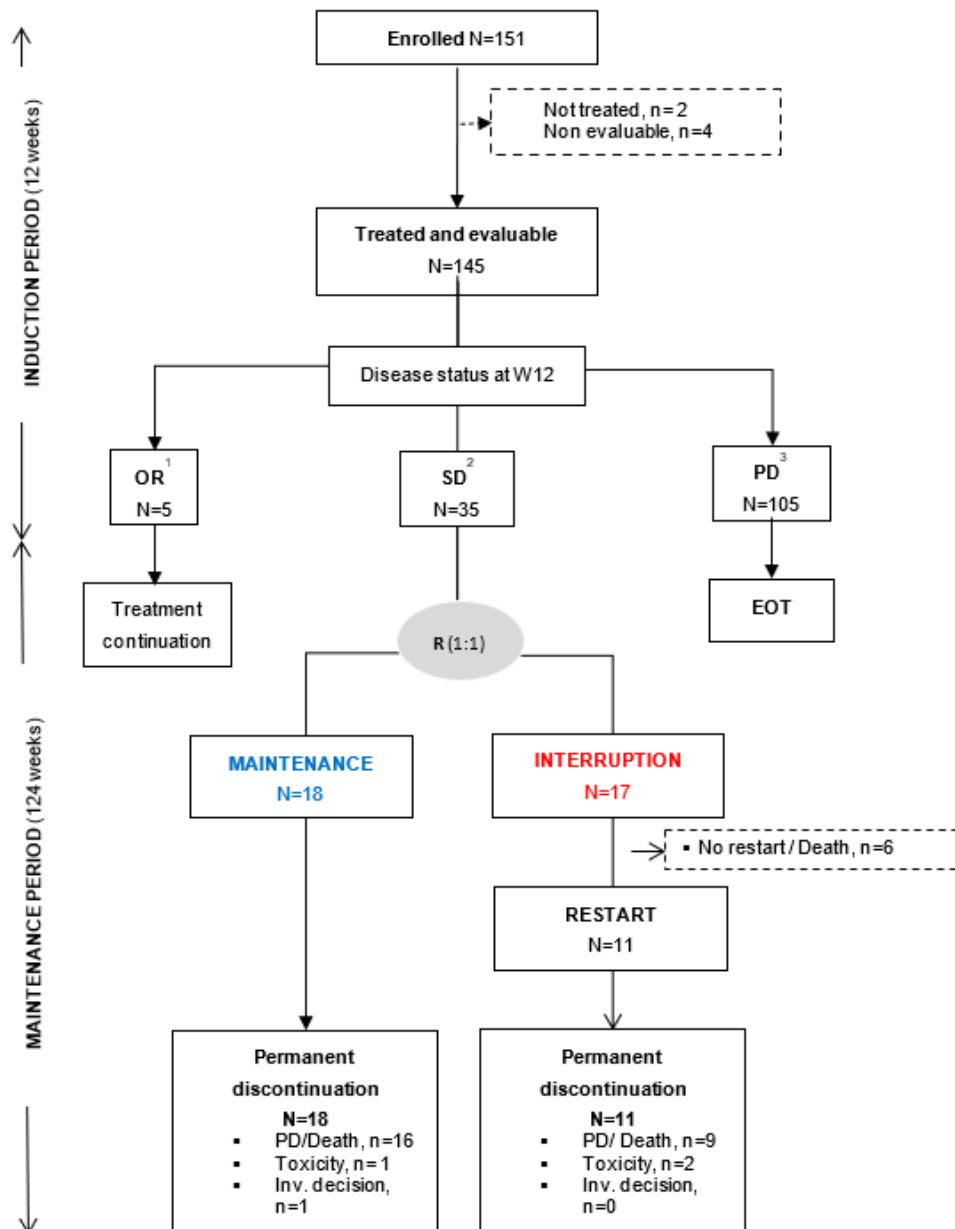 Enrolled N=151
Not treated, n=2
Non evaluable, n=4
INDUCTION PERIOD (12 weeks)
Treated and evaluable
N=145
Disease status at W12
OR1
N=5
SD2
N=35
PD3
N=105
Treatment
continuation
EOT
R (1:1)
MAINTENANCE PERIOD (124 weeks)
MAINTENANCE
N=18
INTERRUPTION
N=17
▪ No restart / Death, n=6
RESTART
N=11
Permanent
discontinuation
N=18
▪ PD/Death, n=16
▪ Toxicity, n= 1
▪ Inv. decision,
n=1
Permanent
discontinuation
N=11
▪ PD/ Death, n=9
▪ Toxicity, n=2
▪ Inv. decision,
n=0